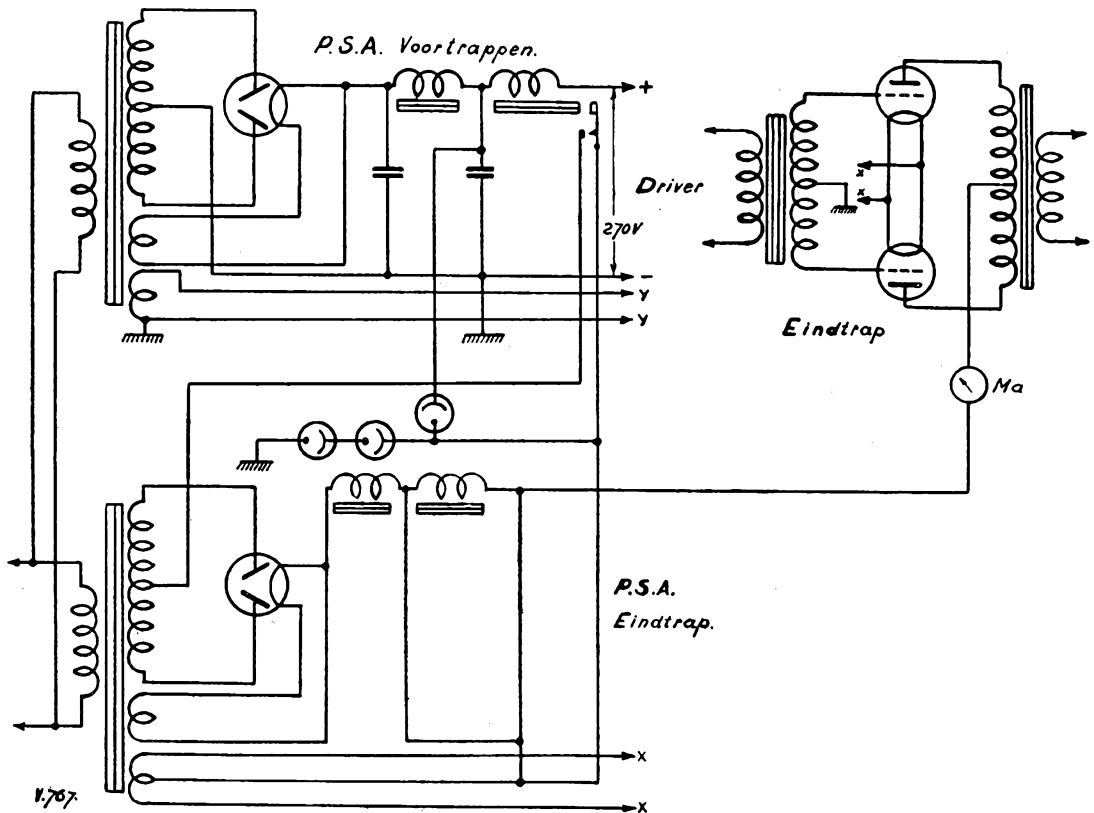 P.S.A. Voortrappen.
+
270V
-
y
y
Driver
x
x
Eindtrap
Ma
P.S.A.
Eindtrap.
x
x
V.767.